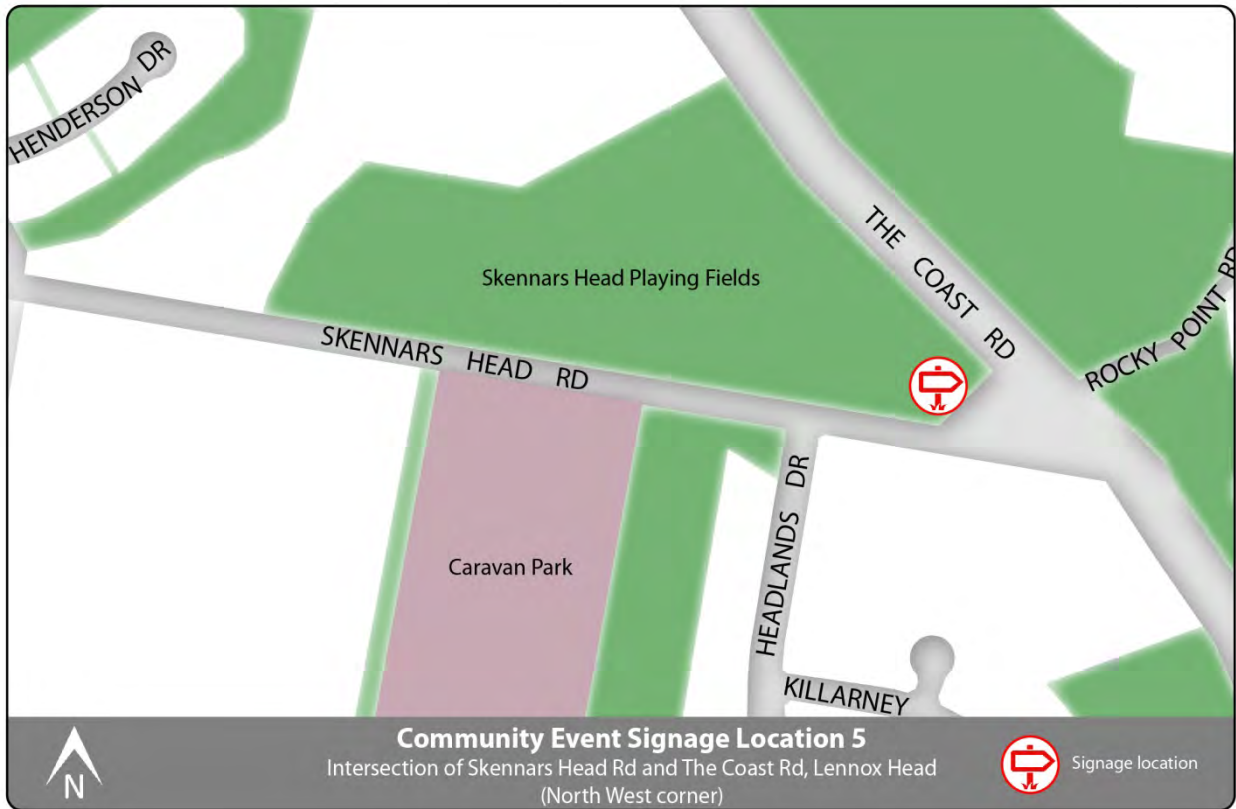 HENDERSON DR
THE COAST RD
Skennars Head Playing Fields
ROCKY POINT RD
SKENNARS HEAD RD
HEADLANDS DR
Caravan Park
KILLARNEY
N
Community Event Signage Location 5
Intersection of Skennars Head Rd and The Coast Rd, Lennox Head
(North West corner)
Signage location